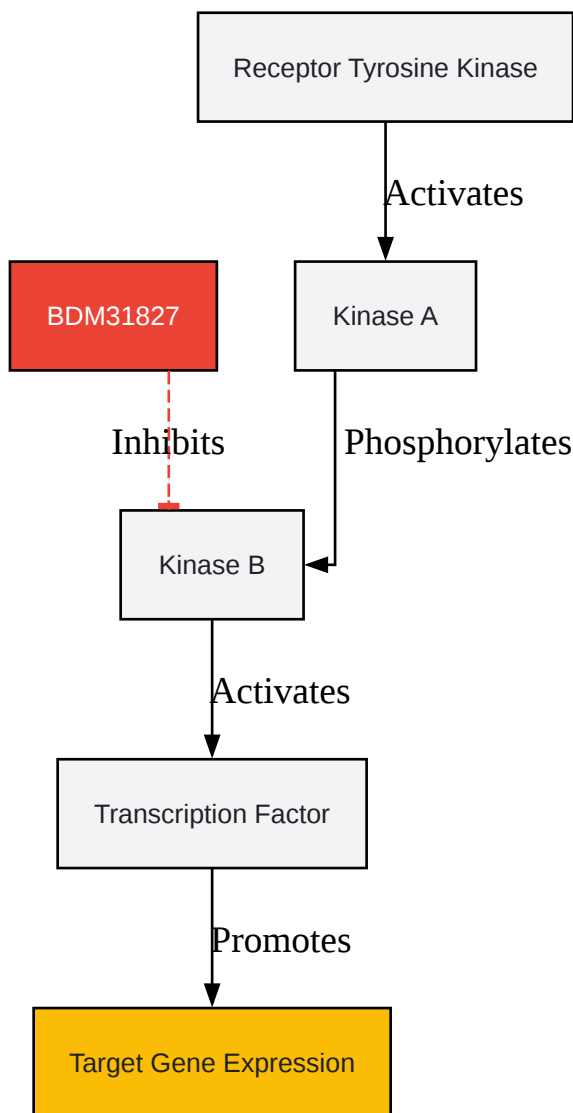 Receptor Tyrosine Kinase
Activates
BDM31827
Kinase A
Inhibits
Phosphorylates
Kinase B
Activates
Transcription Factor
Promotes
Target Gene Expression